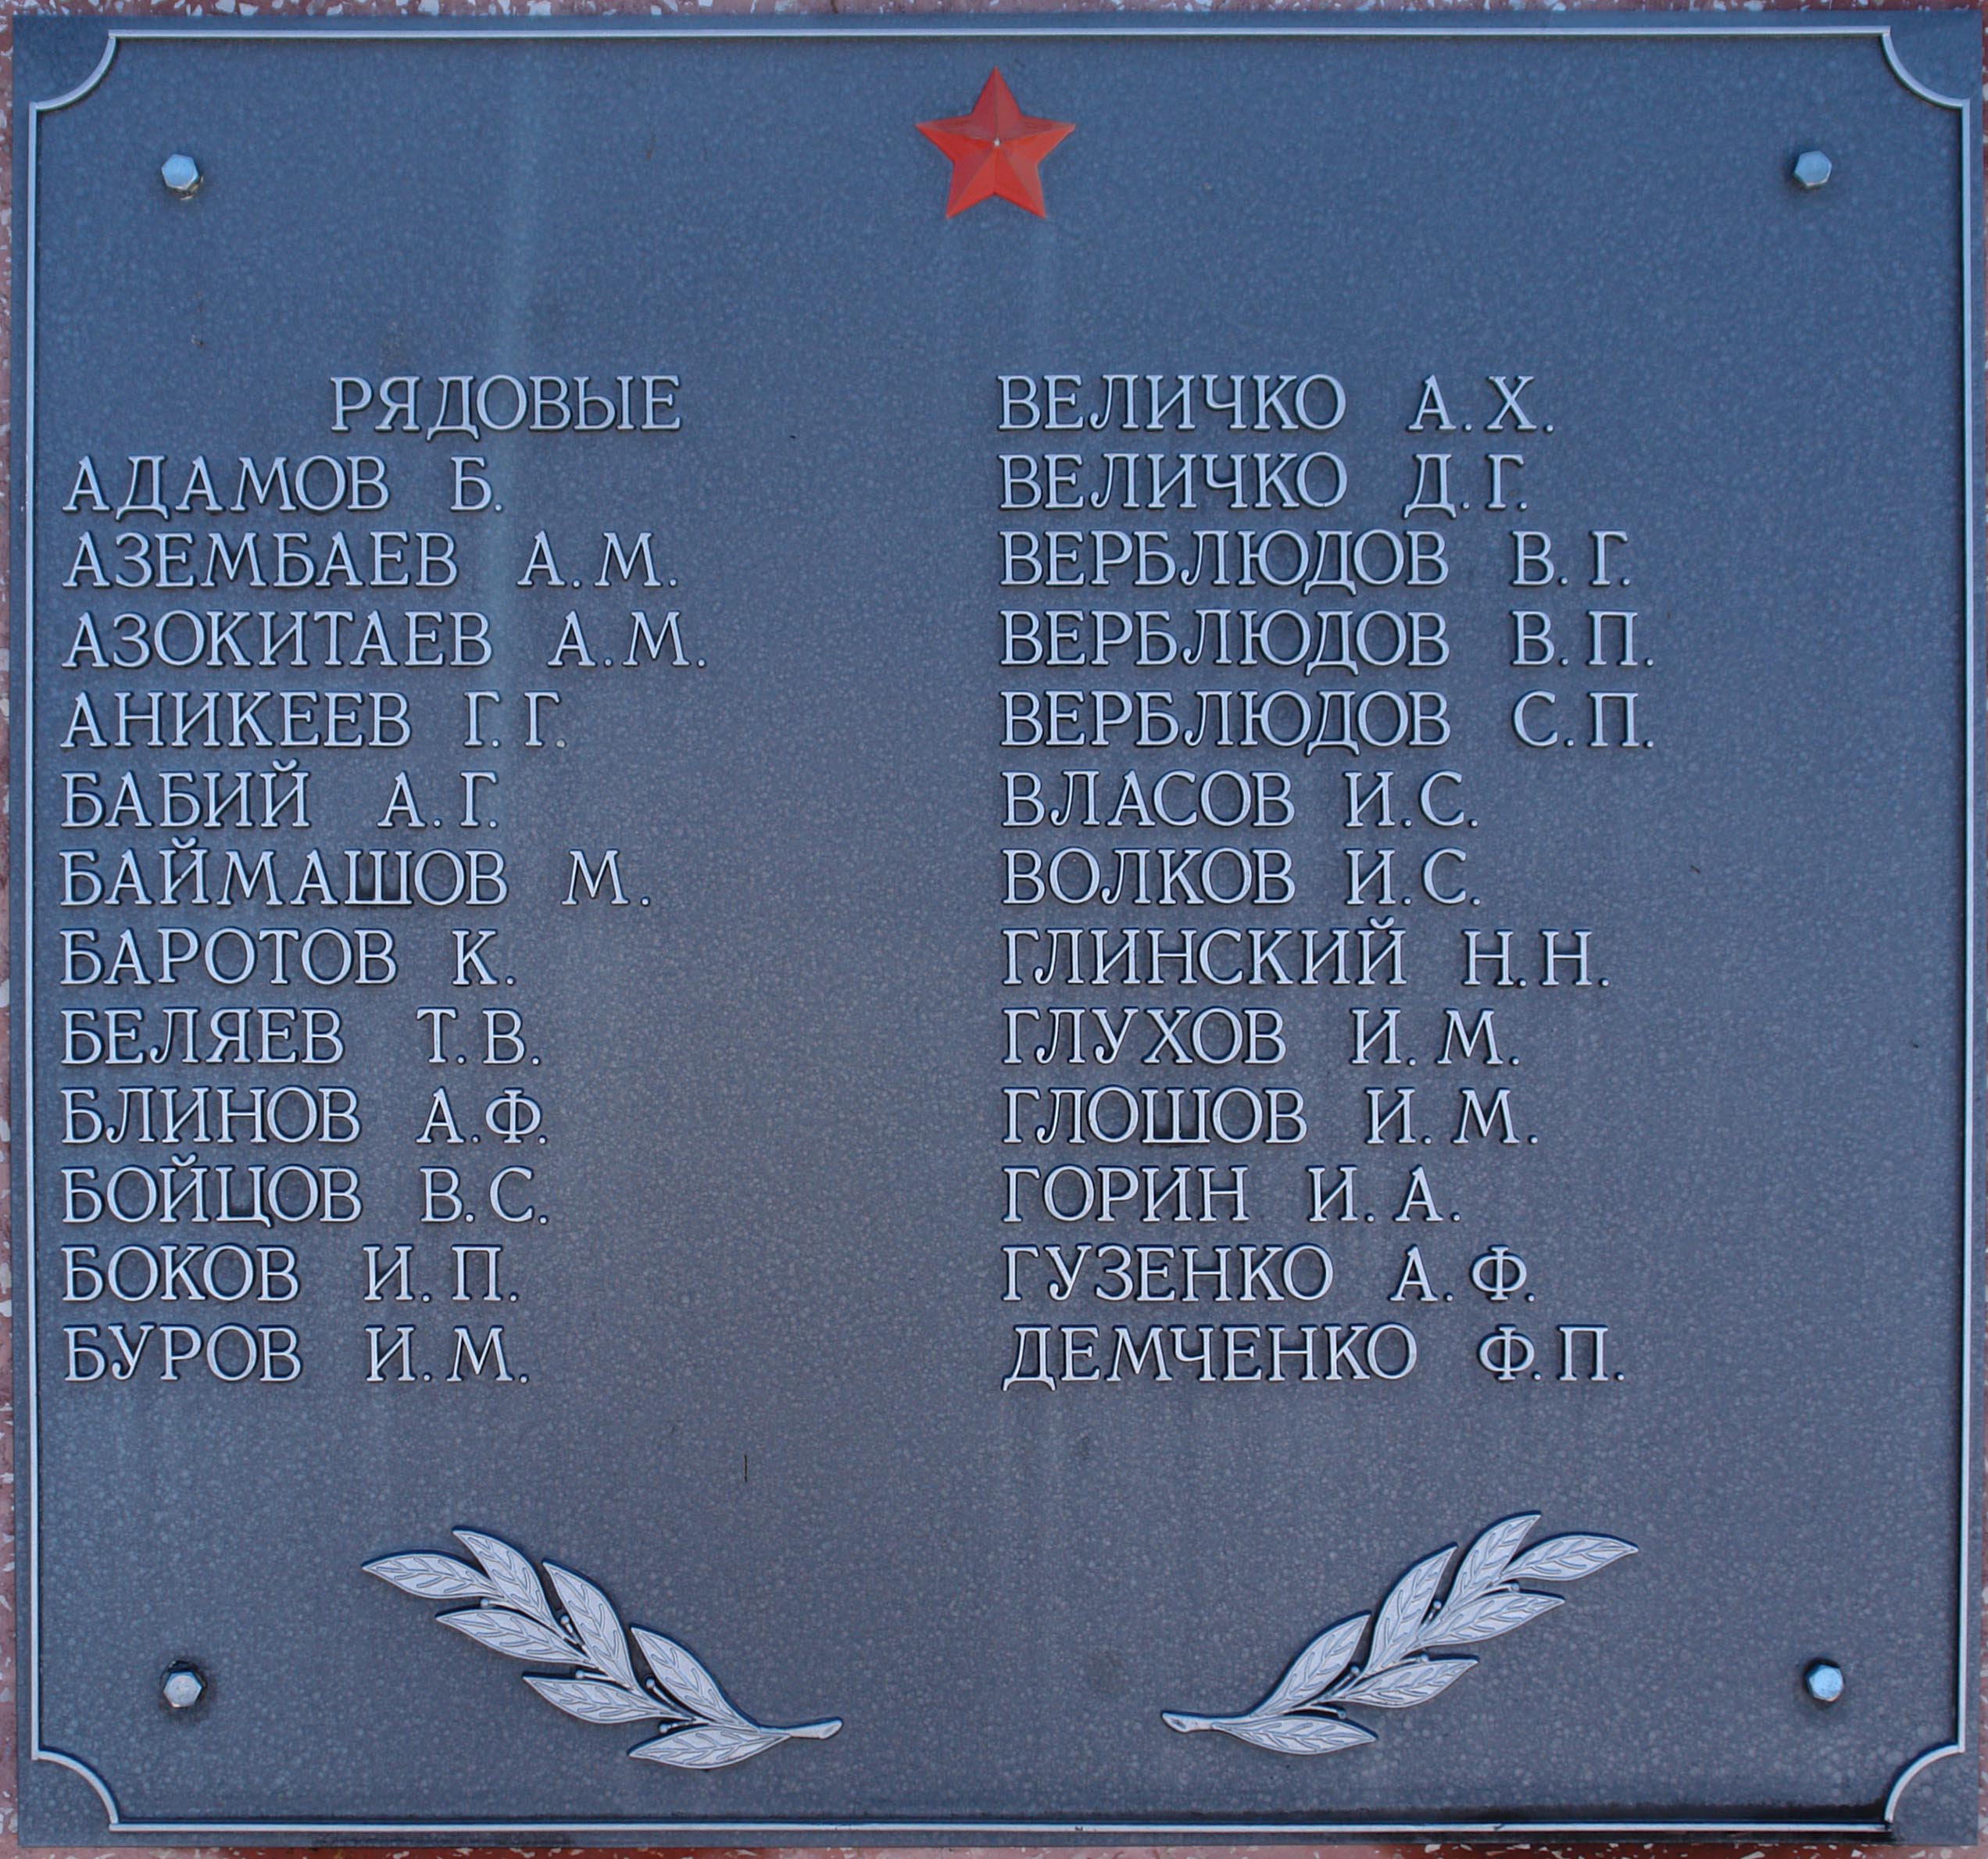 РЯДОВЫЕ
АДАМОВ Б.
АЗЕМБАЕВ А.М.
АЗОКИТАЕВ А.М.
АНИКЕЕВ Г.Г.
БАБИЙ А.Г.
БАЙМАШОВ М.
БАРОТОВ К.
БЕЛЯЕВ Т.В.
БЛИНОВ А.Ф.
БОЙЦОВ В.С.
БОКОВ И.П.
БУРОВ И.М.
ВЕЛИЧКО А.Х.
ВЕЛИЧКО Д.Г.
ВЕРБЛЮДОВ В.Г.
ВЕРБЛЮДОВ В.П.
ВЕРБЛЮДОВ С.П.
ВЛАСОВ И.С.
ВОЛКОВ И.С.
ГЛИНСКИЙ Н.Н.
ГЛУХОВ И.М.
ГЛОШОВ И.М.
ГОРИН И.А.
ГУЗЕНКО А.Ф.
ДЕМЧЕНКО Ф.П.